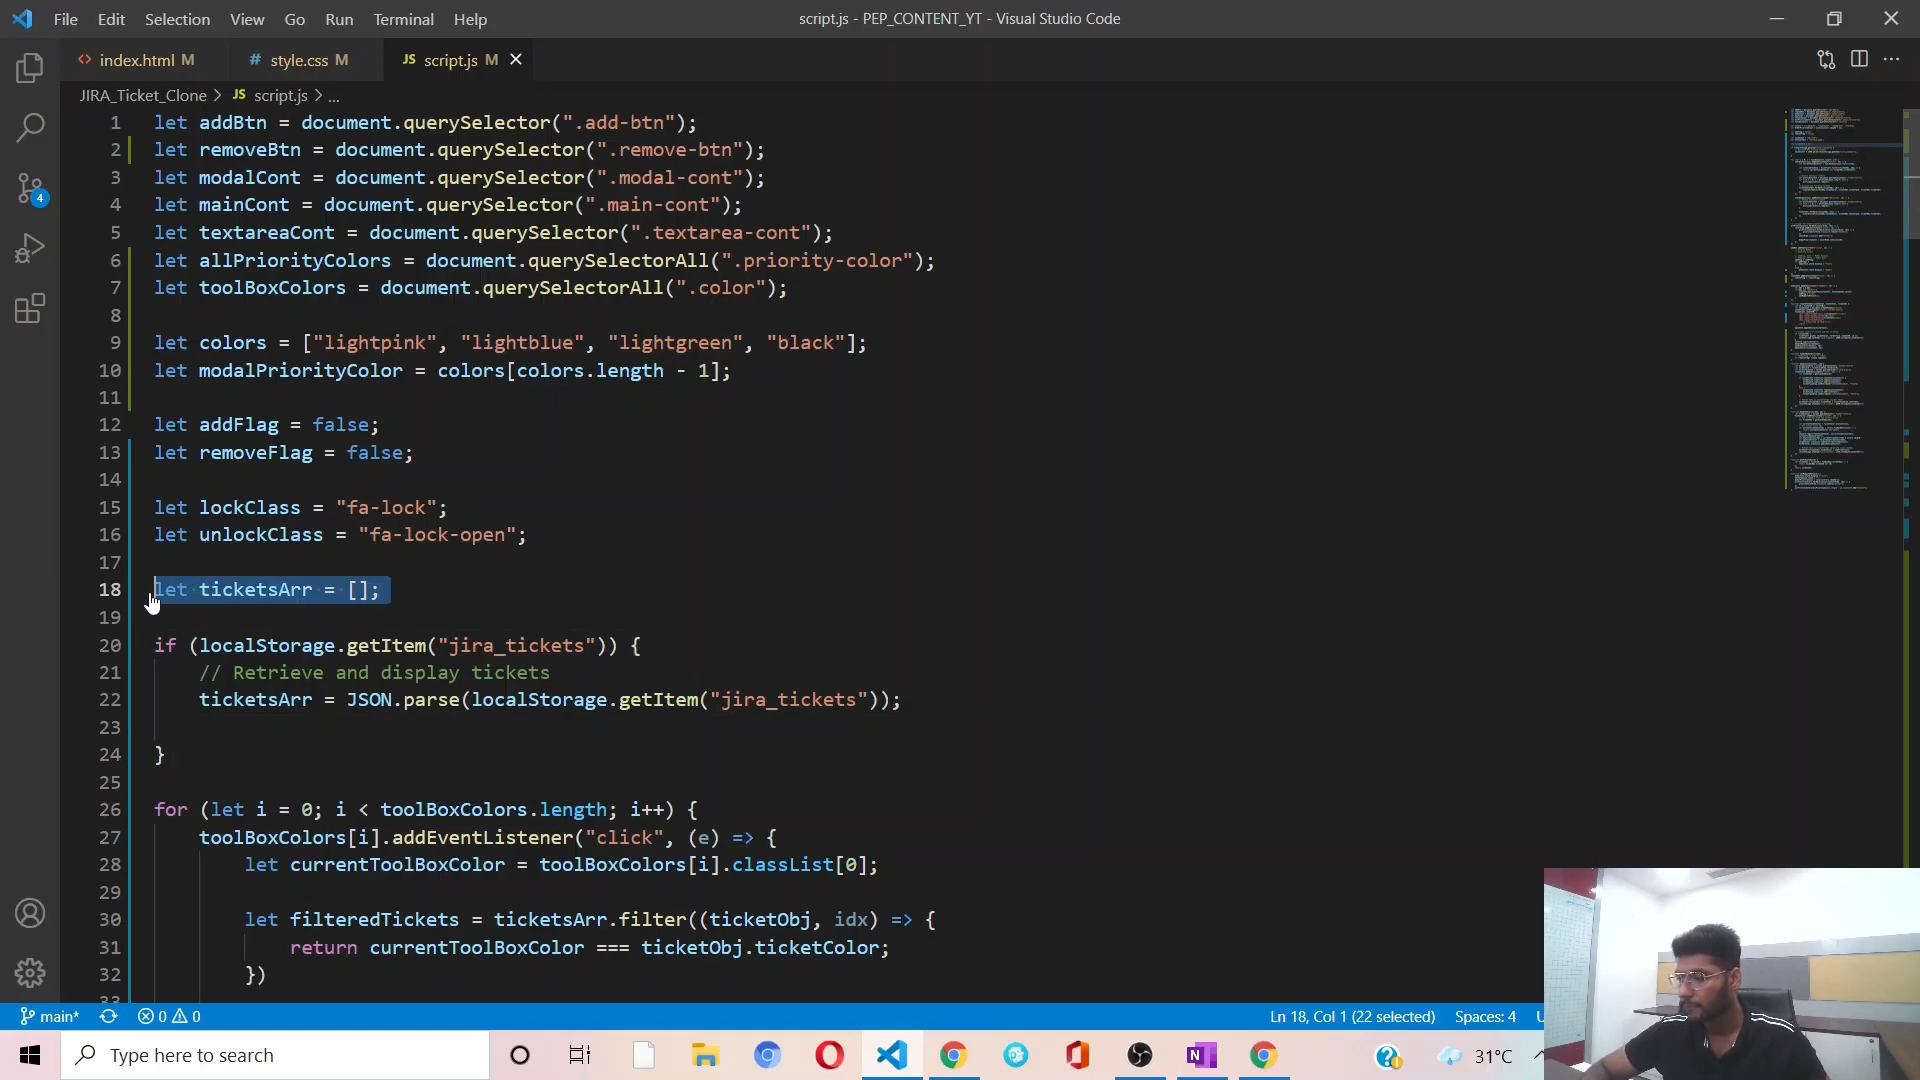 File Edit Selection View Go Run Terminal Help
script.js - PEP_CONTENT_YT - Visual Studio Code
<> index.html M # style.css M JS script.js M
JIRA_Ticket_Clone > JS script.js > ...
1 let addBtn = document.querySelector(".add-btn");
2 let removeBtn = document.querySelector(".remove-btn");
3 let modalCont = document.querySelector(".modal-cont");
4 let mainCont = document.querySelector(".main-cont");
5 let textareaCont = document.querySelector(".textarea-cont");
6 let allPriorityColors = document.querySelectorAll(".priority-color");
7 let toolBoxColors = document.querySelectorAll(".color");
8
9 let colors = ["lightpink", "lightblue", "lightgreen", "black"];
10 let modalPriorityColor = colors[colors.length - 1];
11
12 let addFlag = false;
13 let removeFlag = false;
14
15 let lockClass = "fa-lock";
16 let unlockClass = "fa-lock-open";
17
18 let ticketsArr = [];
19
20 if (localStorage.getItem("jira_tickets")) {
21 // Retrieve and display tickets
22 ticketsArr = JSON.parse(localStorage.getItem("jira_tickets"));
23
24 }
25
26 for (let i = 0; i < toolBoxColors.length; i++) {
27 toolBoxColors[i].addEventListener("click", (e) => {
28 let currentToolBoxColor = toolBoxColors[i].classList[0];
29
30 let filteredTickets = ticketsArr.filter((ticketObj, idx) => {
31 return currentToolBoxColor === ticketObj.ticketColor;
32 })
33
4
main* 0 0 Ln 18, Col 1 (22 selected) Spaces: 4
Type here to search
31°C